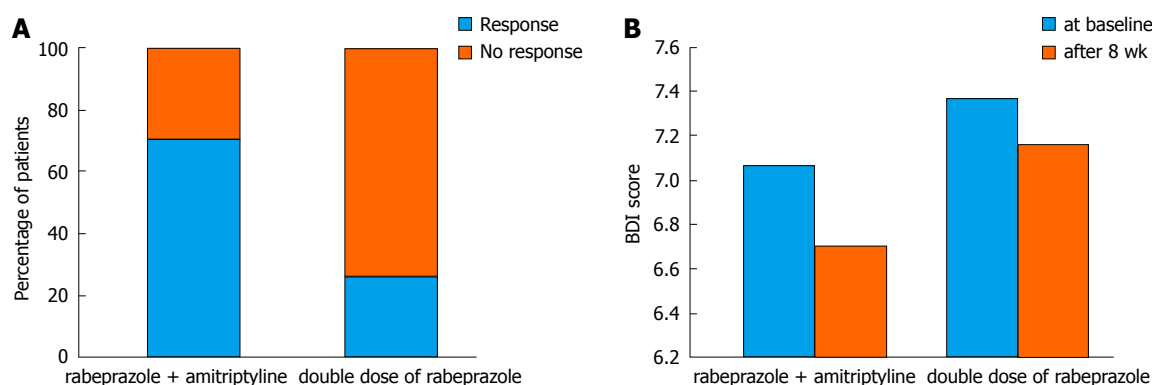 A
Response
No response
100
80
60
40
20
0
Percentage of patients
rabeprazole + amitriptyline
double dose of rabeprazole
B
at baseline
after 8 wk
7.6
7.4
7.2
7.0
6.8
6.6
6.4
6.2
BDI score
rabeprazole + amitriptyline
double dose of rabeprazole